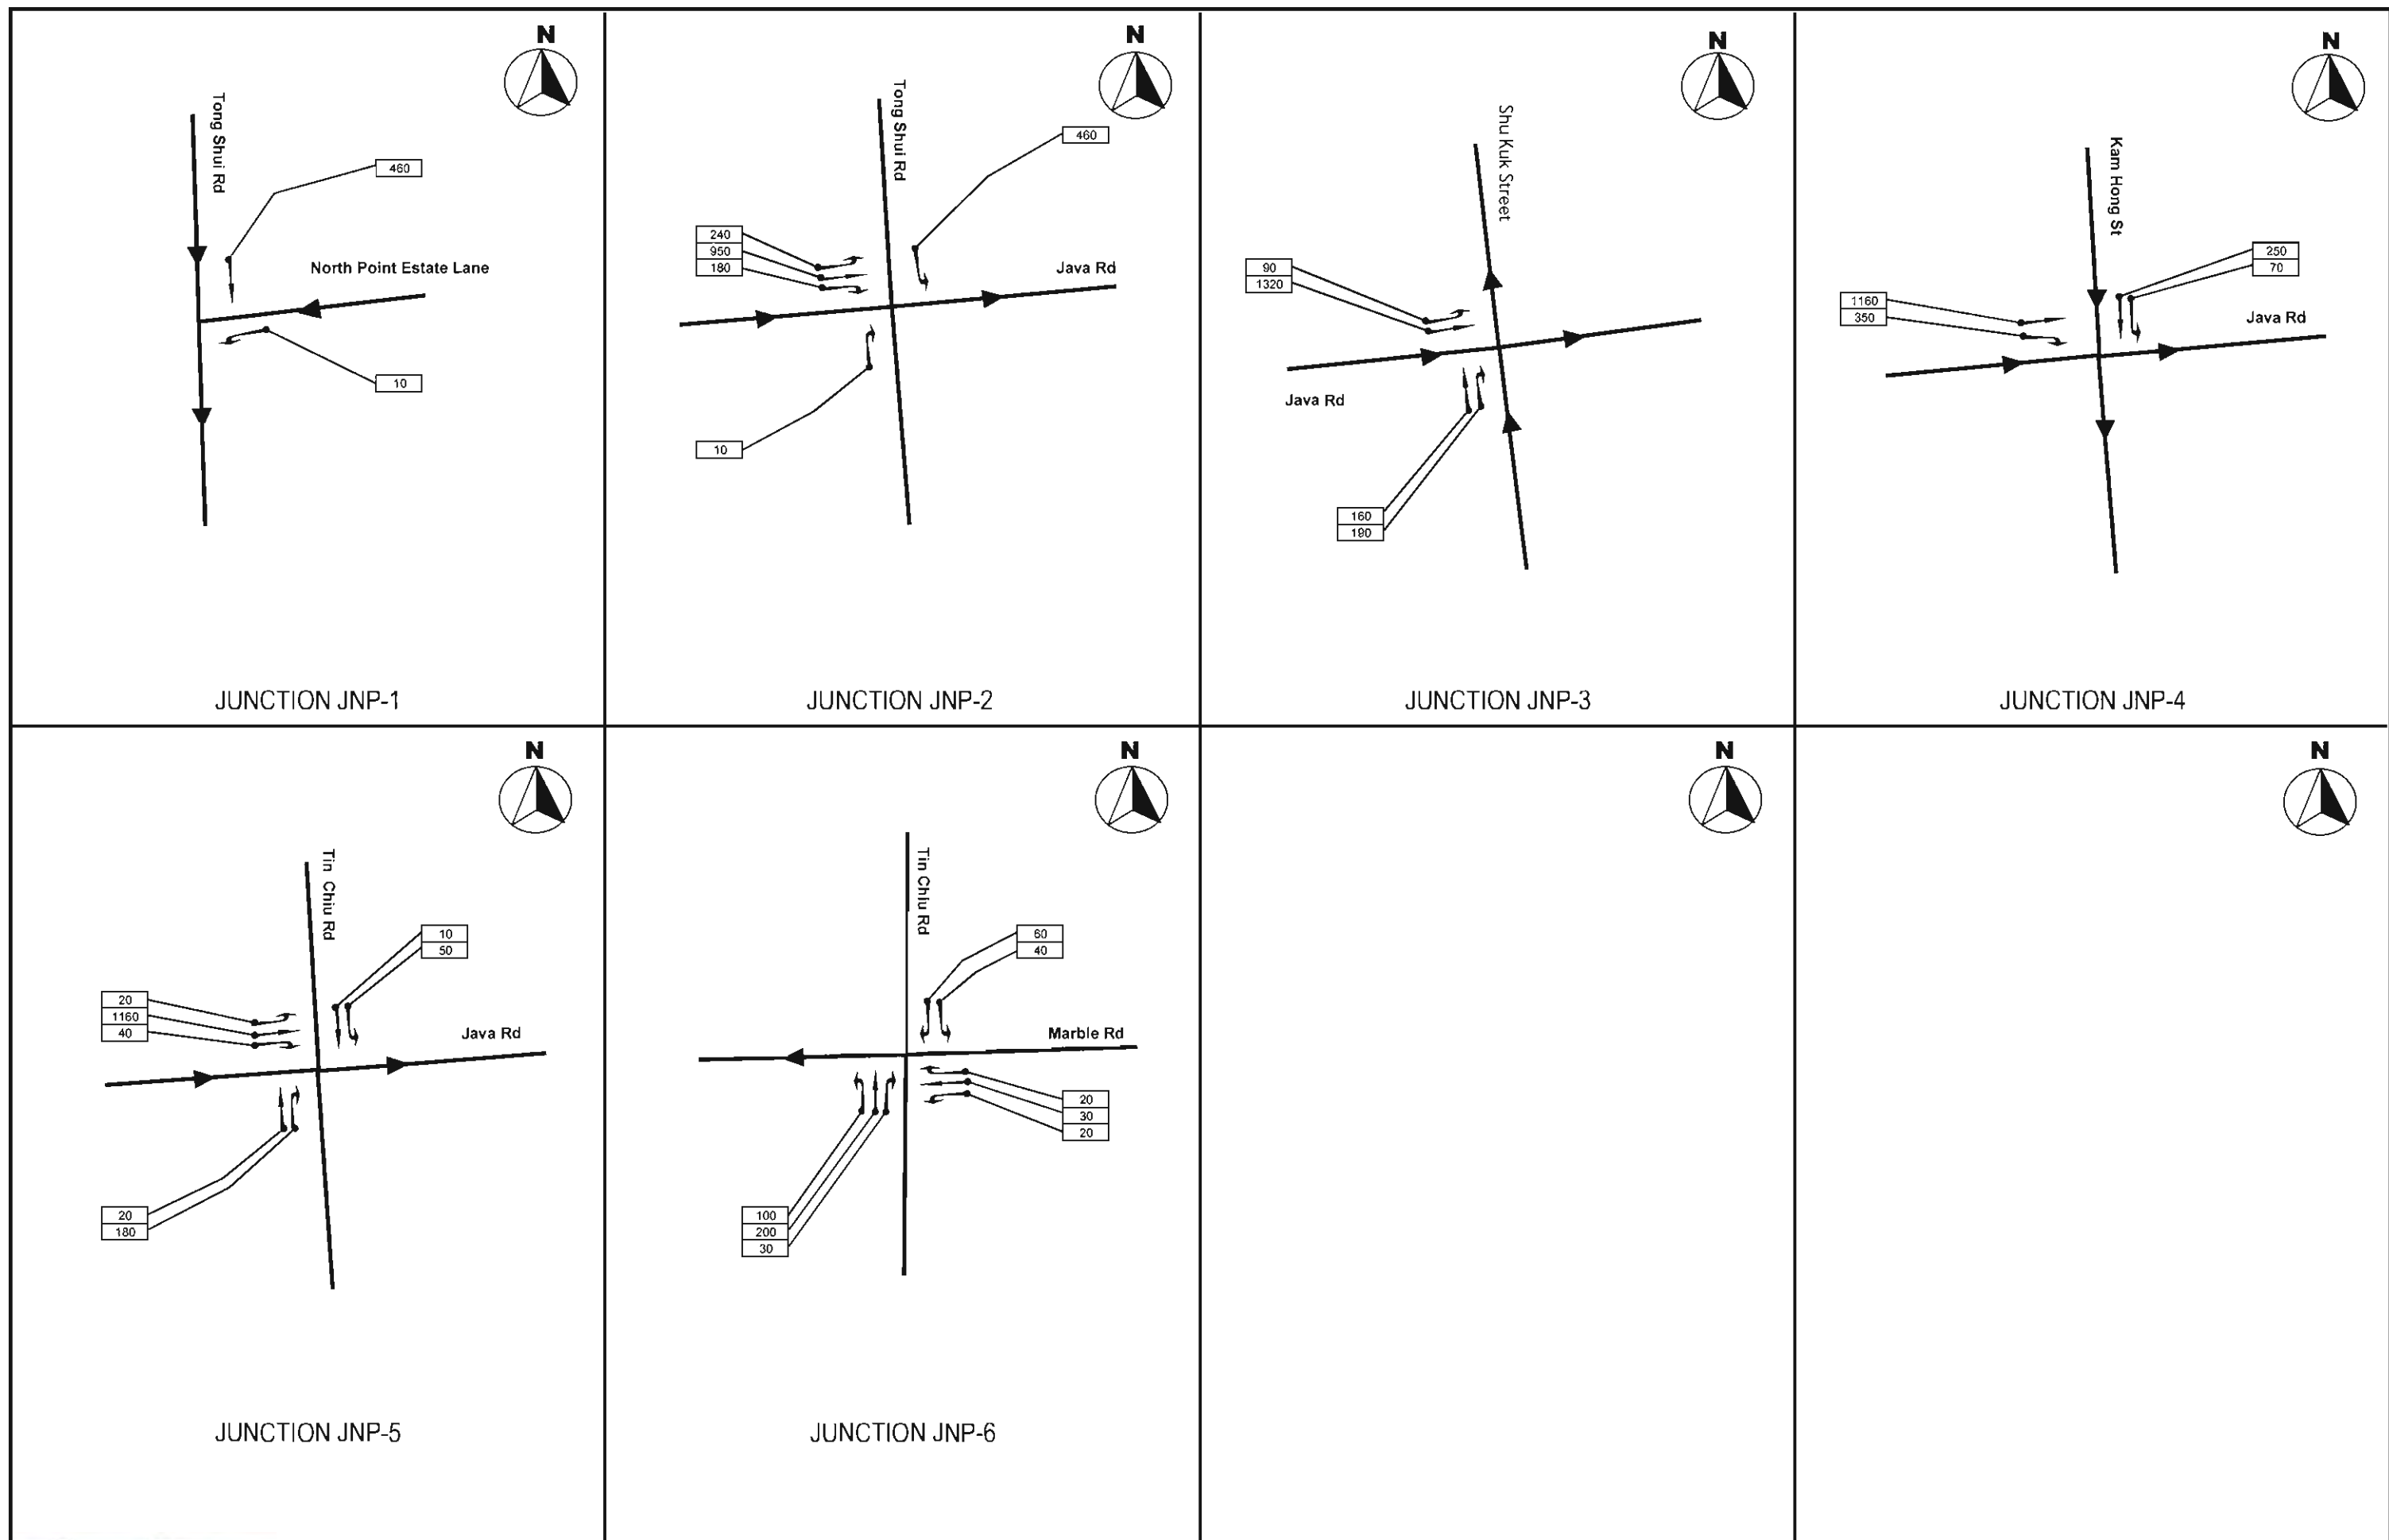 N
Tong Shui Rd
460
North Point Estate Lane
10
JUNCTION JNP-1
N
Tong Shui Rd
460
240
950
180
Java Rd
10
JUNCTION JNP-2
N
Shu Kuk Street
90
1320
Java Rd
160
190
JUNCTION JNP-3
N
Kam Hong St
250
70
1160
350
Java Rd
JUNCTION JNP-4
N
Tin Chiu Rd
10
50
20
1160
40
Java Rd
20
180
JUNCTION JNP-5
N
Tin Chiu Rd
60
40
Marble Rd
20
30
20
100
200
30
JUNCTION JNP-6
N
N